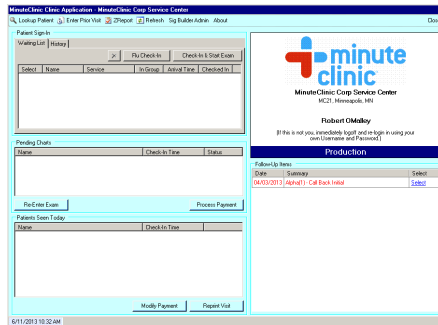 MinuteClinic Clinic Application - MinuteClinic Corp Service Center
Lookup Patient Enter Prior Visit ZReport Refresh Sig Builder Admin About Clos
Patient Sign-In
Waiting List History
Flu Check-In Check-In & Start Exam
Select Name Service In Group Arrival Time Checked In
Pending Charts
Name Check-In Time Status
Re-Enter Exam Process Payment
Patients Seen Today
Name Check-In Time
Modify Payment Reprint Visit
6/11/2013 10:32 AM
minute
clinic
MinuteClinic Corp Service Center
MC21, Minneapolis, MN
Robert OMalley
(If this is not you, immediately logoff and re-login in using your
own Username and Password.)
Production
Follow-Up Items
Date Summary Select
04/03/2013 Alpha(1)- Call Back Initial Select